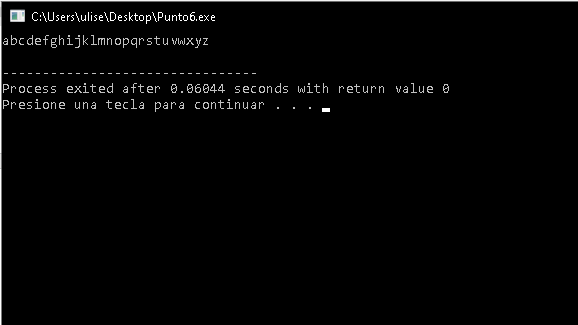 C:\Users\ulise\Desktop\Punto6.exe
abcdefghijklmnopqrstuvwxyz
--------------------------------
Process exited after 0.06044 seconds with return value 0
Presione una tecla para continuar . . .